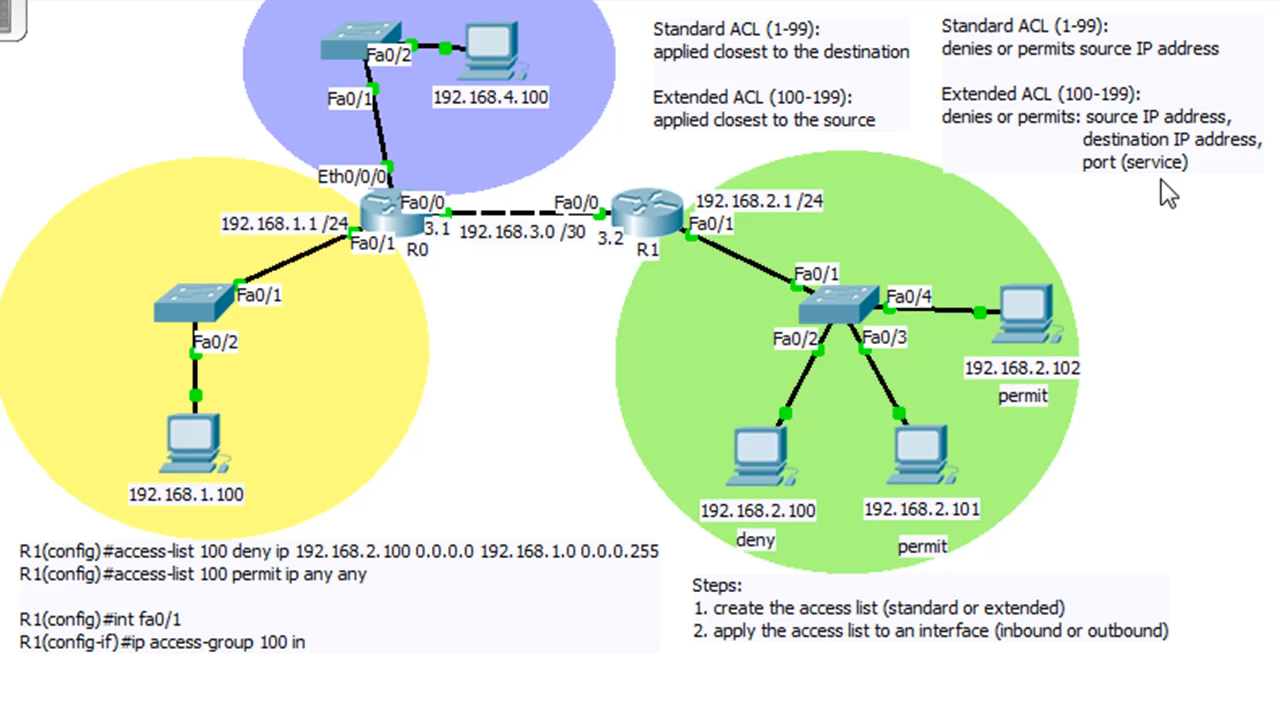 Standard ACL (1-99):
applied closest to the destination
Extended ACL (100-199):
applied closest to the source
Standard ACL (1-99):
denies or permits source IP address
Extended ACL (100-199):
denies or permits: source IP address,
destination IP address,
port (service)
Fa0/2
Fa0/1
192.168.4.100
Eth0/0/0
Fa0/0
Fa0/0
192.168.2.1 /24
192.168.1.1 /24
Fa0/1
3.1
192.168.3.0 /30
3.2
Fa0/1
R0
R1
Fa0/1
Fa0/1
Fa0/4
Fa0/2
Fa0/2
Fa0/3
192.168.2.102
permit
192.168.1.100
192.168.2.100
deny
192.168.2.101
permit
R1(config)#access-list 100 deny ip 192.168.2.100 0.0.0.0 192.168.1.0 0.0.0.255
R1(config)#access-list 100 permit ip any any
R1(config)#int fa0/1
R1(config-if)#ip access-group 100 in
Steps:
1. create the access list (standard or extended)
2. apply the access list to an interface (inbound or outbound)